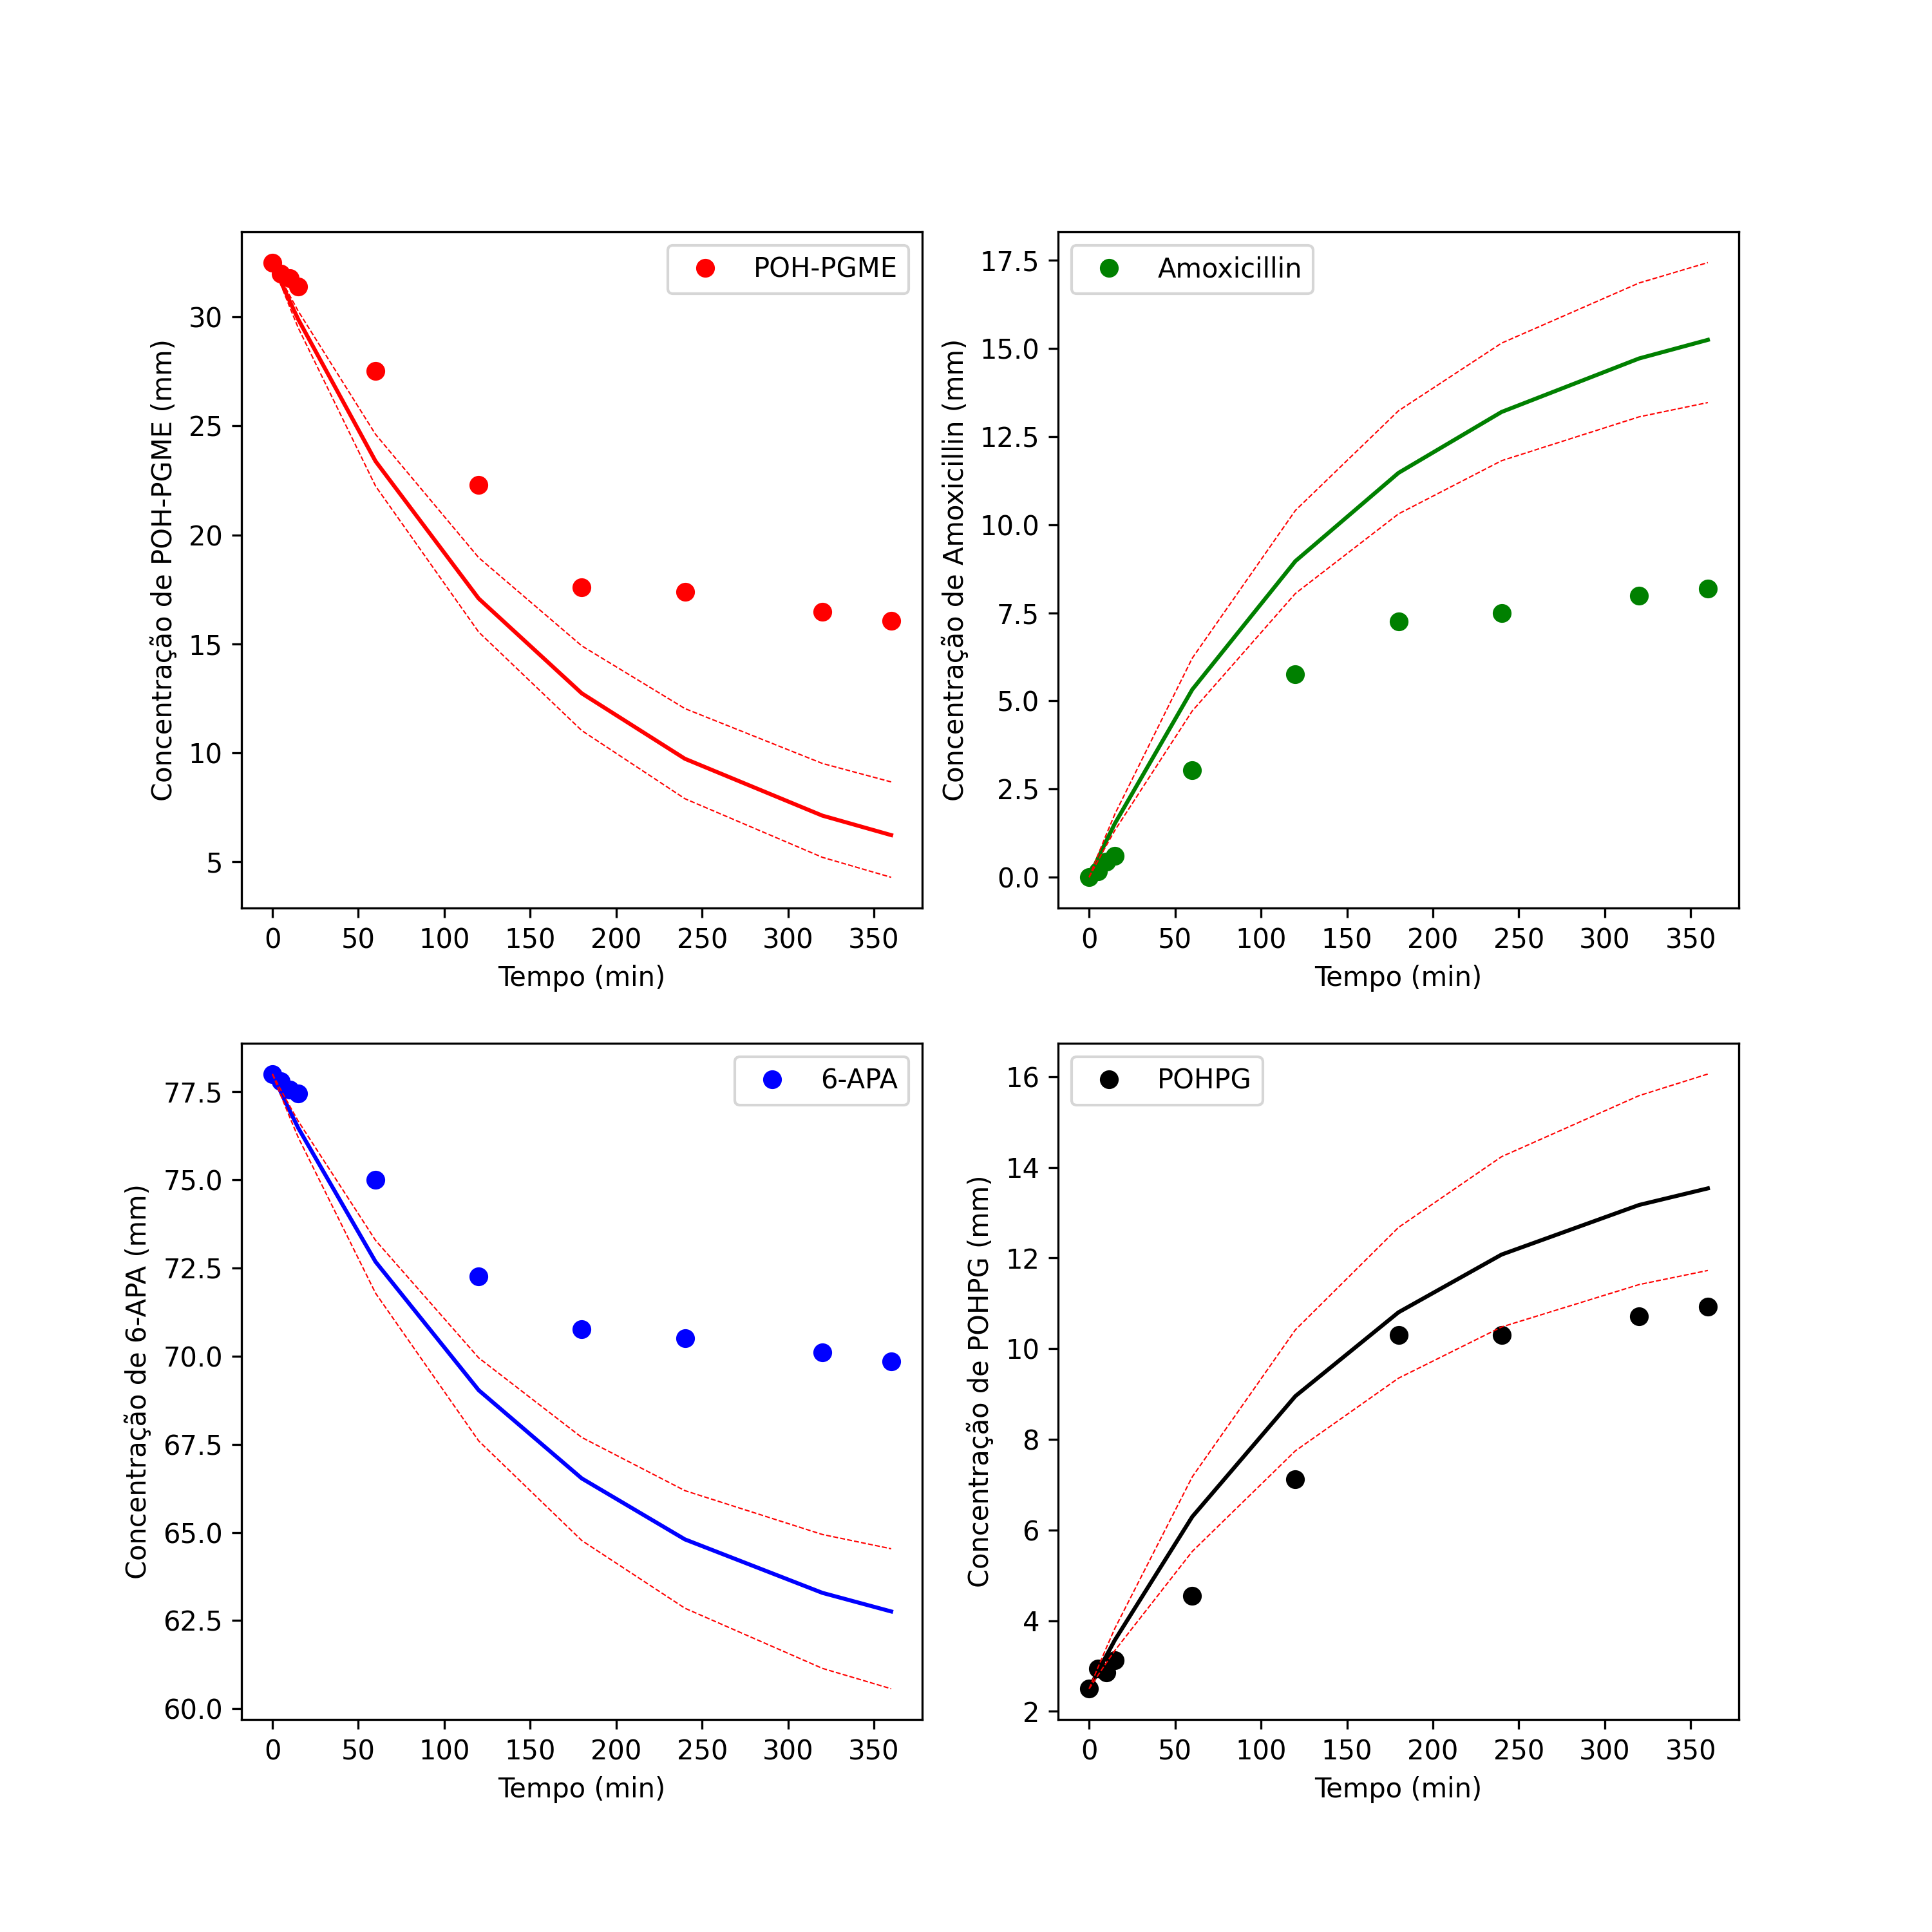 POH-PGME
30
25
20
15
10
5
Concentração de POH-PGME (mm)
0 50 100 150 200 250 300 350
Tempo (min)
Amoxicillin
17.5
15.0
12.5
10.0
7.5
5.0
2.5
0.0
Concentração de Amoxicillin (mm)
0 50 100 150 200 250 300 350
Tempo (min)
6-APA
77.5
75.0
72.5
70.0
67.5
65.0
62.5
60.0
Concentração de 6-APA (mm)
0 50 100 150 200 250 300 350
Tempo (min)
POHPG
16
14
12
10
8
6
4
2
Concentração de POHPG (mm)
0 50 100 150 200 250 300 350
Tempo (min)